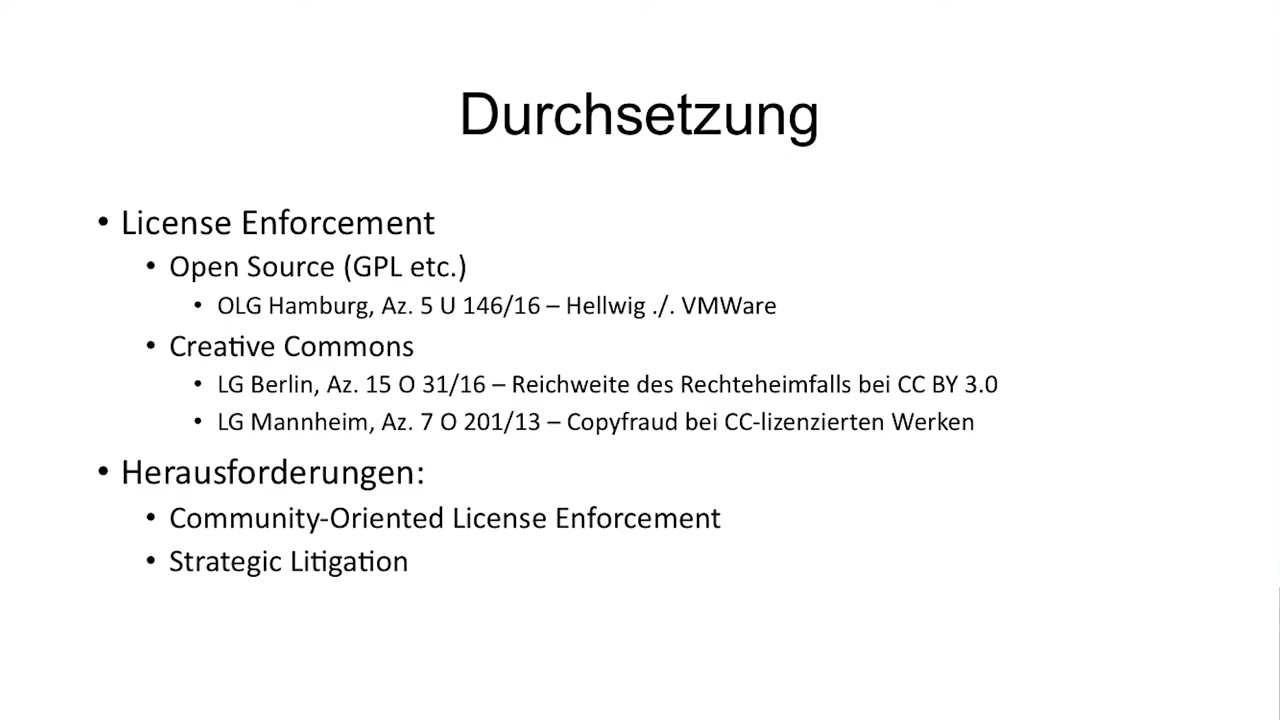 Durchsetzung
• License Enforcement
• Open Source (GPL etc.)
• OLG Hamburg, Az. 5 U 146/16 – Hellwig ./. VMWare
• Creative Commons
• LG Berlin, Az. 15 O 31/16 – Reichweite des Rechteheimfalls bei CC BY 3.0
• LG Mannheim, Az. 7 O 201/13 – Copyfraud bei CC-lizenzierten Werken
• Herausforderungen:
• Community-Oriented License Enforcement
• Strategic Litigation